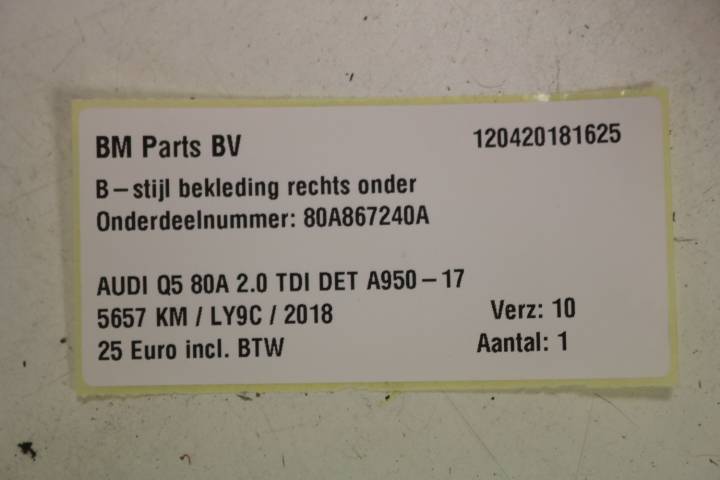 BM Parts BV 120420181625
B-stijl bekleding rechts onder
Onderdeelnummer: 80A867240A
AUDI Q5 80A 2.0 TDI DET A950-17
5657 KM / LY9C / 2018 Verz: 10
25 Euro incl. BTW Aantal: 1